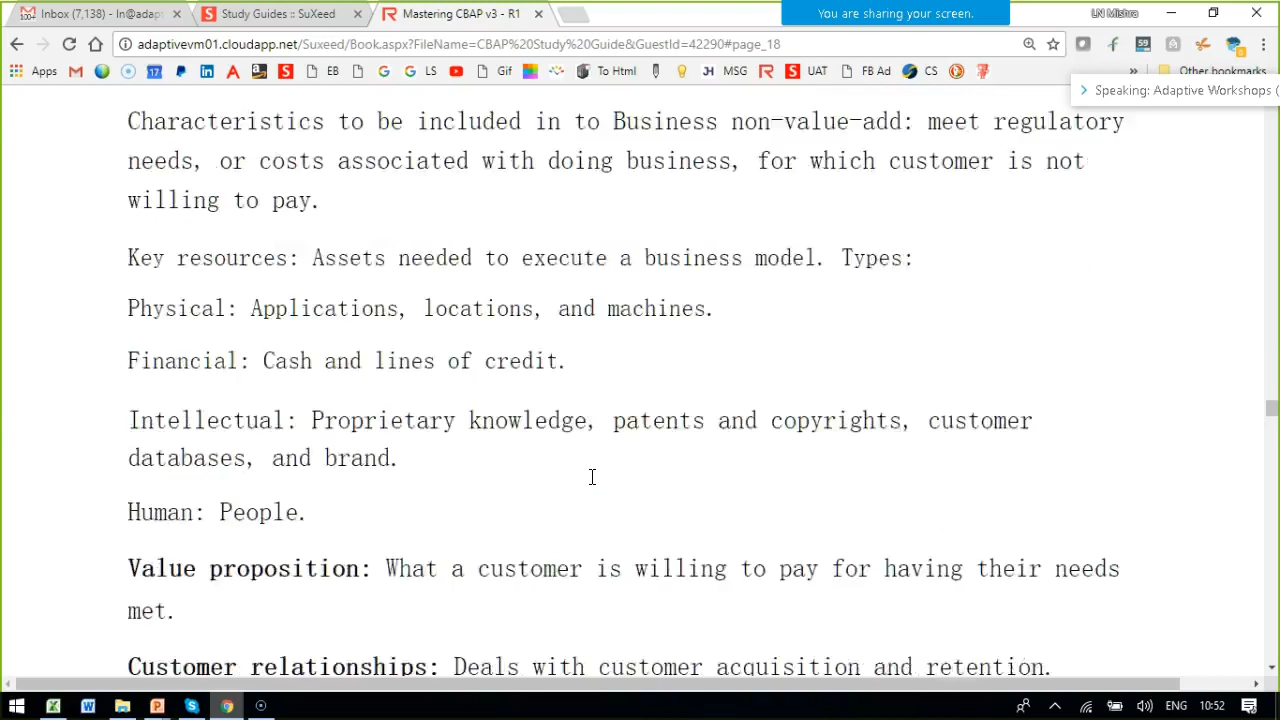 Inbox (7,138) - ln@adap
Study Guides :: SuXeed
Mastering CBAP v3 - R1
You are sharing your screen.
LN Mishra
adaptivevm01.cloudapp.net/Suxeed/Book.aspx?FileName=CBAP%20Study%20Guide&GuestId=42290#page_18
59
Apps
17
EB
LS
Gif
To Html
JH
MSG
UAT
FB Ad
CS
Other bookmarks
Speaking: Adaptive Workshops (
Characteristics to be included in to Business non-value-add: meet regulatory
needs, or costs associated with doing business, for which customer is not
willing to pay.
Key resources: Assets needed to execute a business model. Types:
Physical: Applications, locations, and machines.
Financial: Cash and lines of credit.
Intellectual: Proprietary knowledge, patents and copyrights, customer
databases, and brand.
Human: People.
Value proposition: What a customer is willing to pay for having their needs
met.
Customer relationships: Deals with customer acquisition and retention.
ENG
10:52